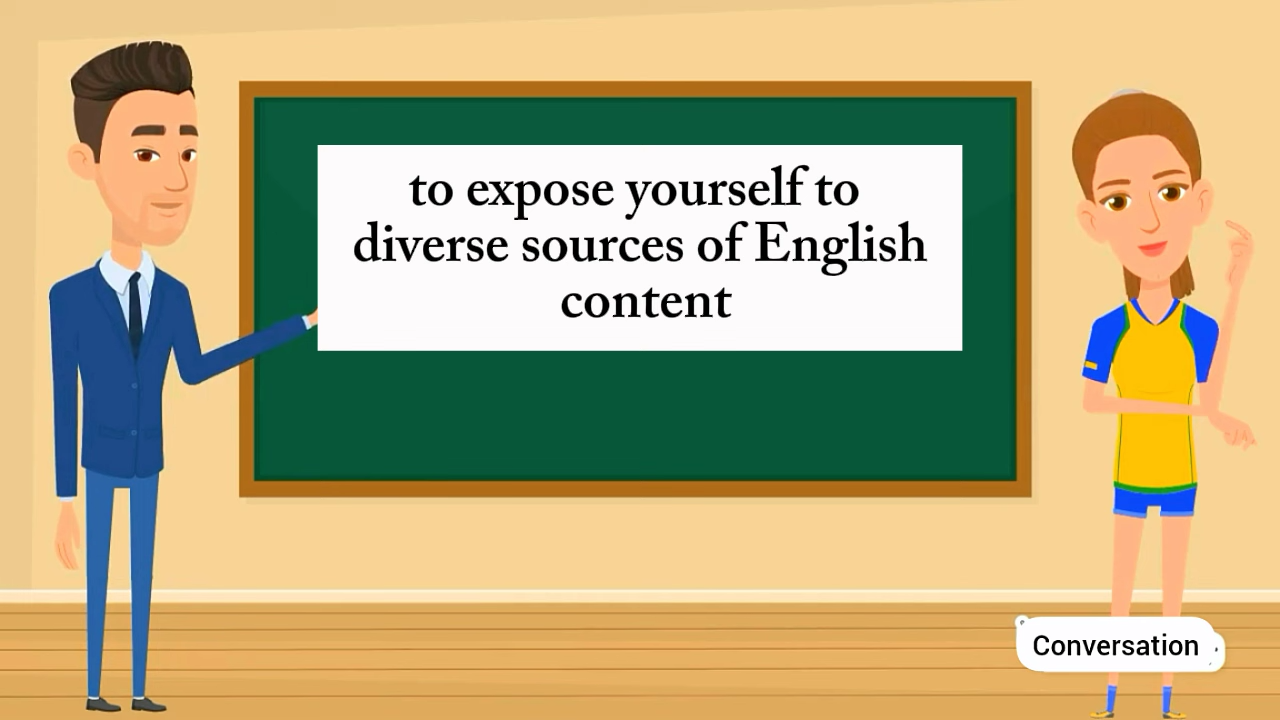 to expose yourself to
diverse sources of English
content
Conversation